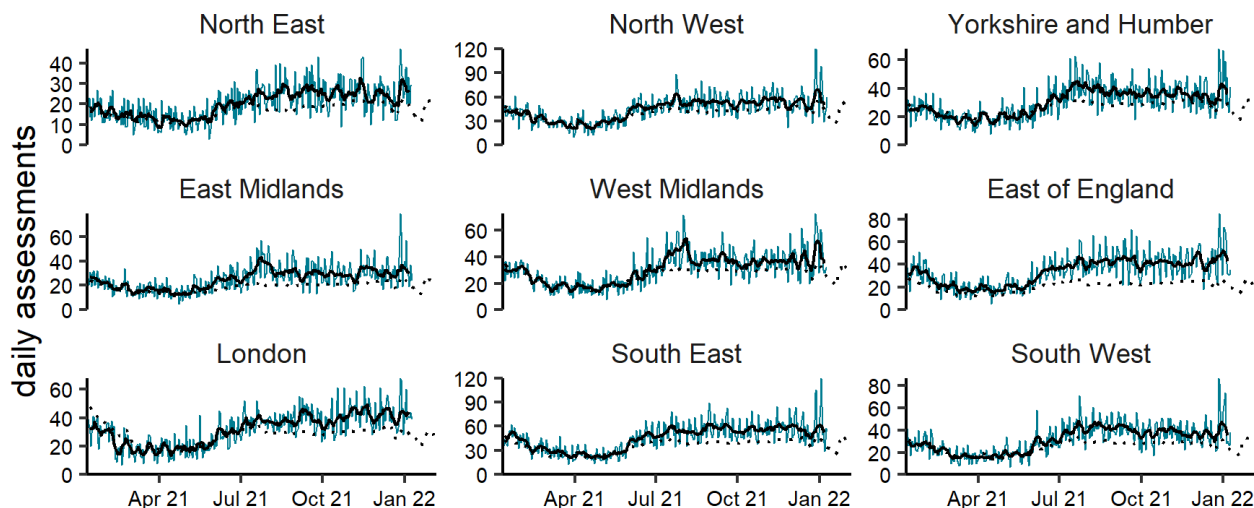 North East North West Yorkshire and Humber
40 120 60
30 90
20 60 40
10 30 20
0 0 0
East Midlands West Midlands East of England
60 60 80
40 40 60
20 20 40
0 0 20
0
London South East South West
60 120 80
40 90 60
20 60 40
0 30 20
0 0
Apr 21 Jul 21 Oct 21 Jan 22 Apr 21 Jul 21 Oct 21 Jan 22 Apr 21 Jul 21 Oct 21 Jan 22
daily assessments